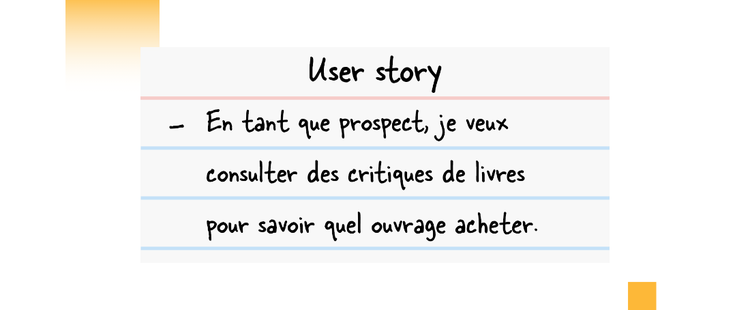 User story
– En tant que prospect, je veux
consulter des critiques de livres
pour savoir quel ouvrage acheter.